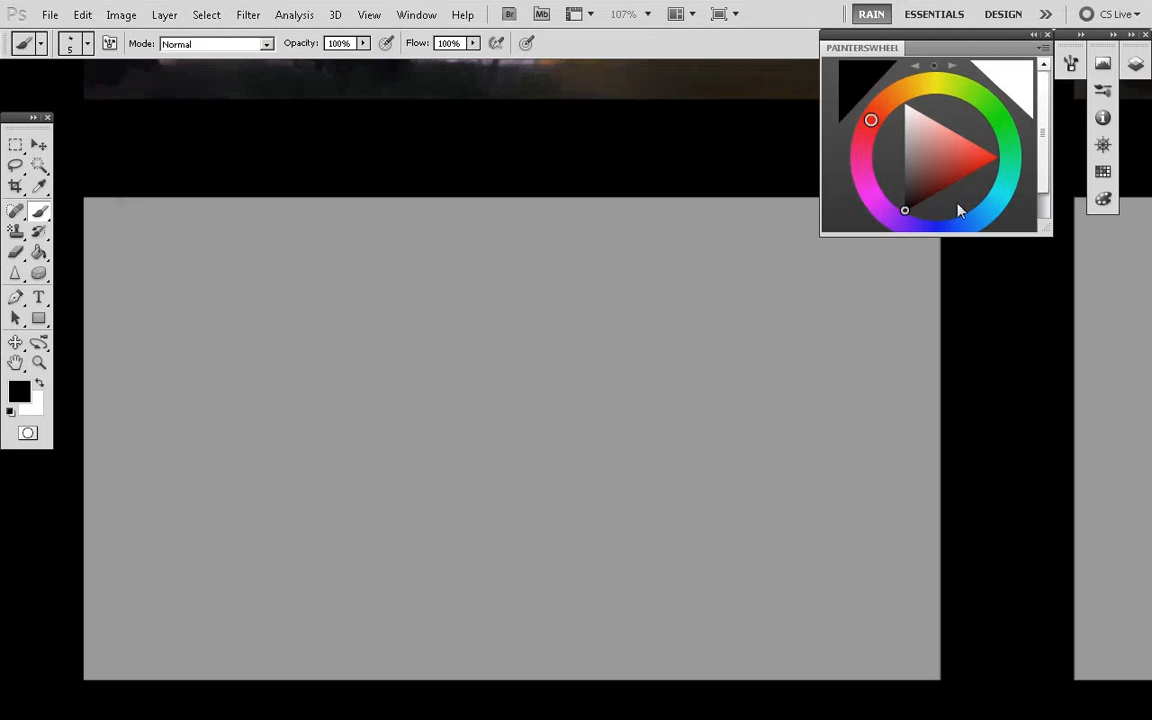 Ps File Edit Image Layer Select Filter Analysis 3D View Window Help Br Mb 107% RAIN ESSENTIALS DESIGN CS Live
5 Mode: Normal Opacity: 100% Flow: 100%
PAINTERSWHEEL
T